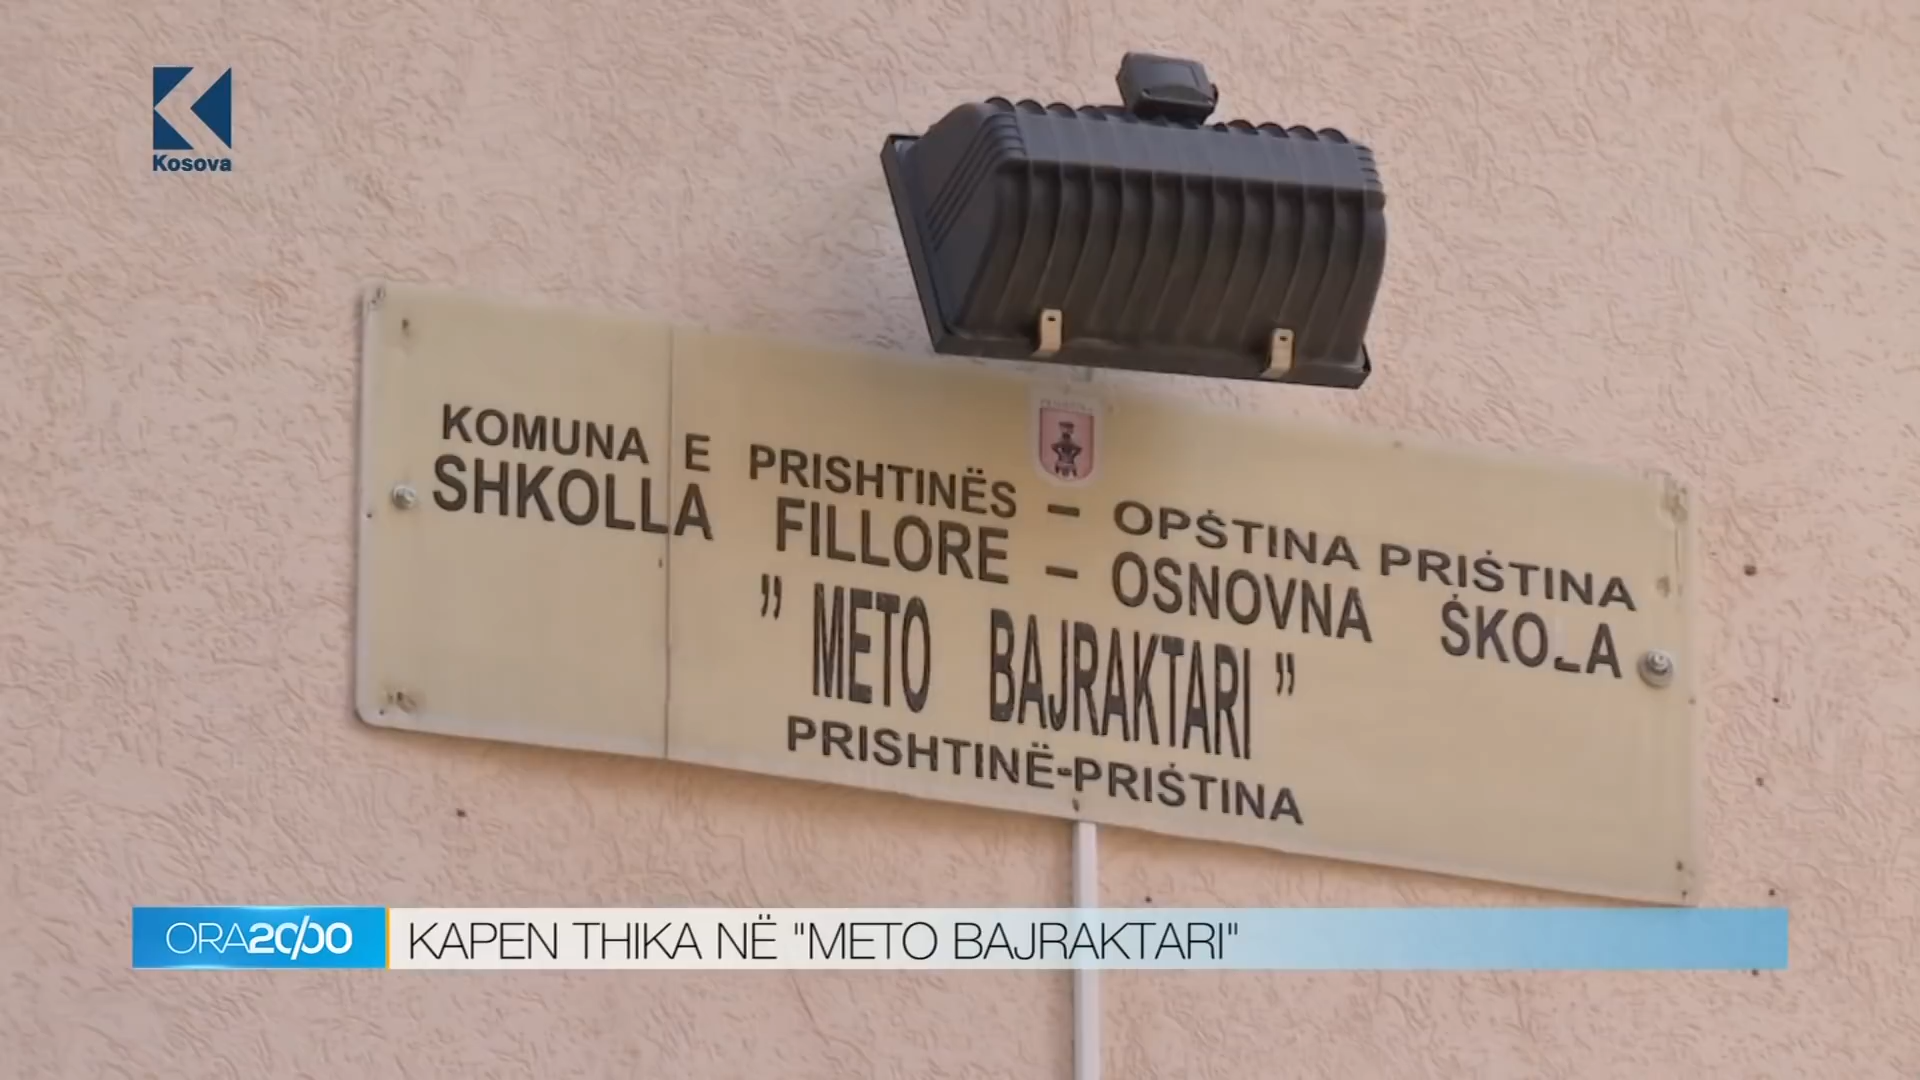 Kosova
KOMUNA E PRISHTINËS - OPŠTINA PRIŠTINA
SHKOLLA FILLORE - OSNOVNA ŠKOLA
" METO BAJRAKTARI "
PRISHTINË-PRIŠTINA
ORA20/00 KAPEN THIKA NË "METO BAJRAKTARI"